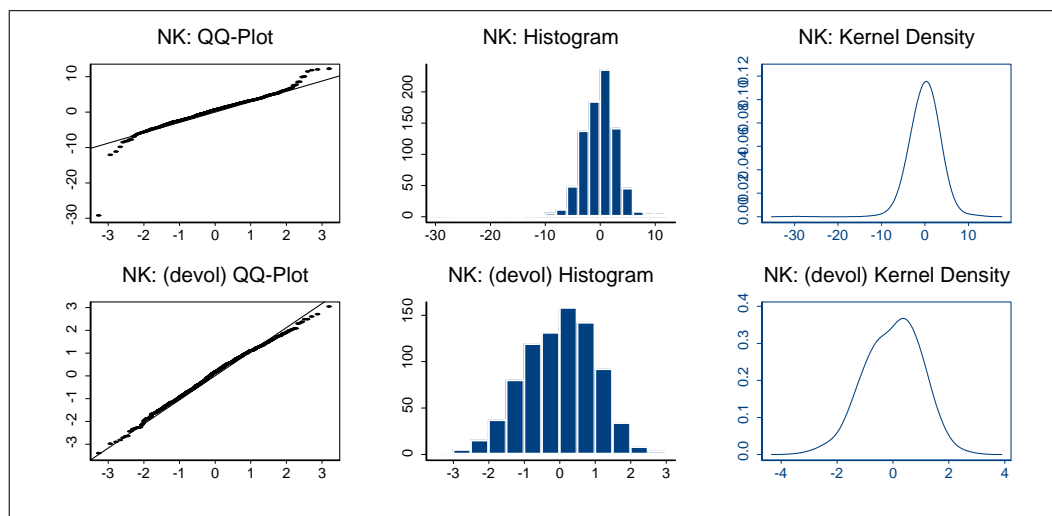 NK: QQ-Plot
NK: Histogram
NK: Kernel Density
10
0
-10
-20
-30
-3 -2 -1 0 1 2 3
200
150
100
50
0
-30 -20 -10 0 10
0.12
0.10
0.08
0.06
0.04
0.02
0.00
-30 -20 -10 0 10
NK: (devol) QQ-Plot
NK: (devol) Histogram
NK: (devol) Kernel Density
3
2
1
0
-1
-2
-3
-3 -2 -1 0 1 2 3
150
100
50
0
-3 -2 -1 0 1 2 3
0.4
0.3
0.2
0.1
0.0
-4 -2 0 2 4